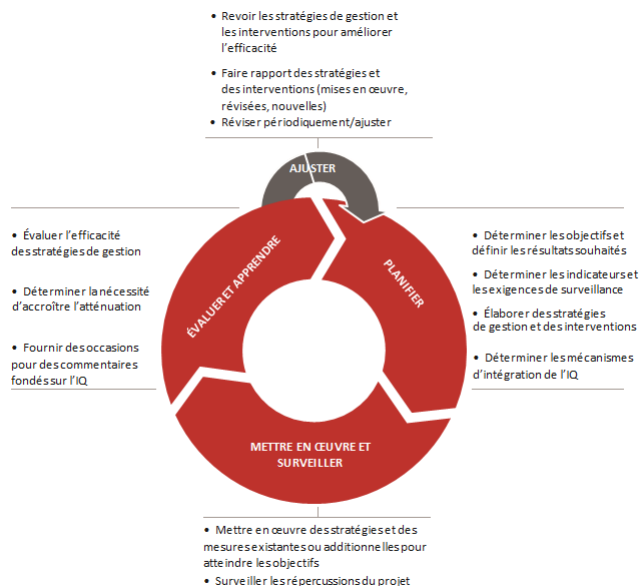 • Revoir les stratégies de gestion et
les interventions pour améliorer
l'efficacité
• Faire rapport des stratégies et
des interventions (mises en œuvre,
révisées, nouvelles)
• Réviser périodiquement/ajuster
AJUSTER
• Évaluer l'efficacité
des stratégies de gestion
• Déterminer la nécessité
d'accroître l'atténuation
• Fournir des occasions
pour des commentaires
fondés sur l'IQ
ÉVALUER ET APPRENDRE
PLANIFIER
• Déterminer les objectifs et
définir les résultats souhaités
• Déterminer les indicateurs et
les exigences de surveillance
• Élaborer des stratégies
de gestion et des interventions
• Déterminer les mécanismes
d'intégration de l'IQ
METTRE EN ŒUVRE ET
SURVEILLER
• Mettre en œuvre des stratégies et des
mesures existantes ou additionnelles pour
atteindre les objectifs
• Surveiller les répercussions du projet